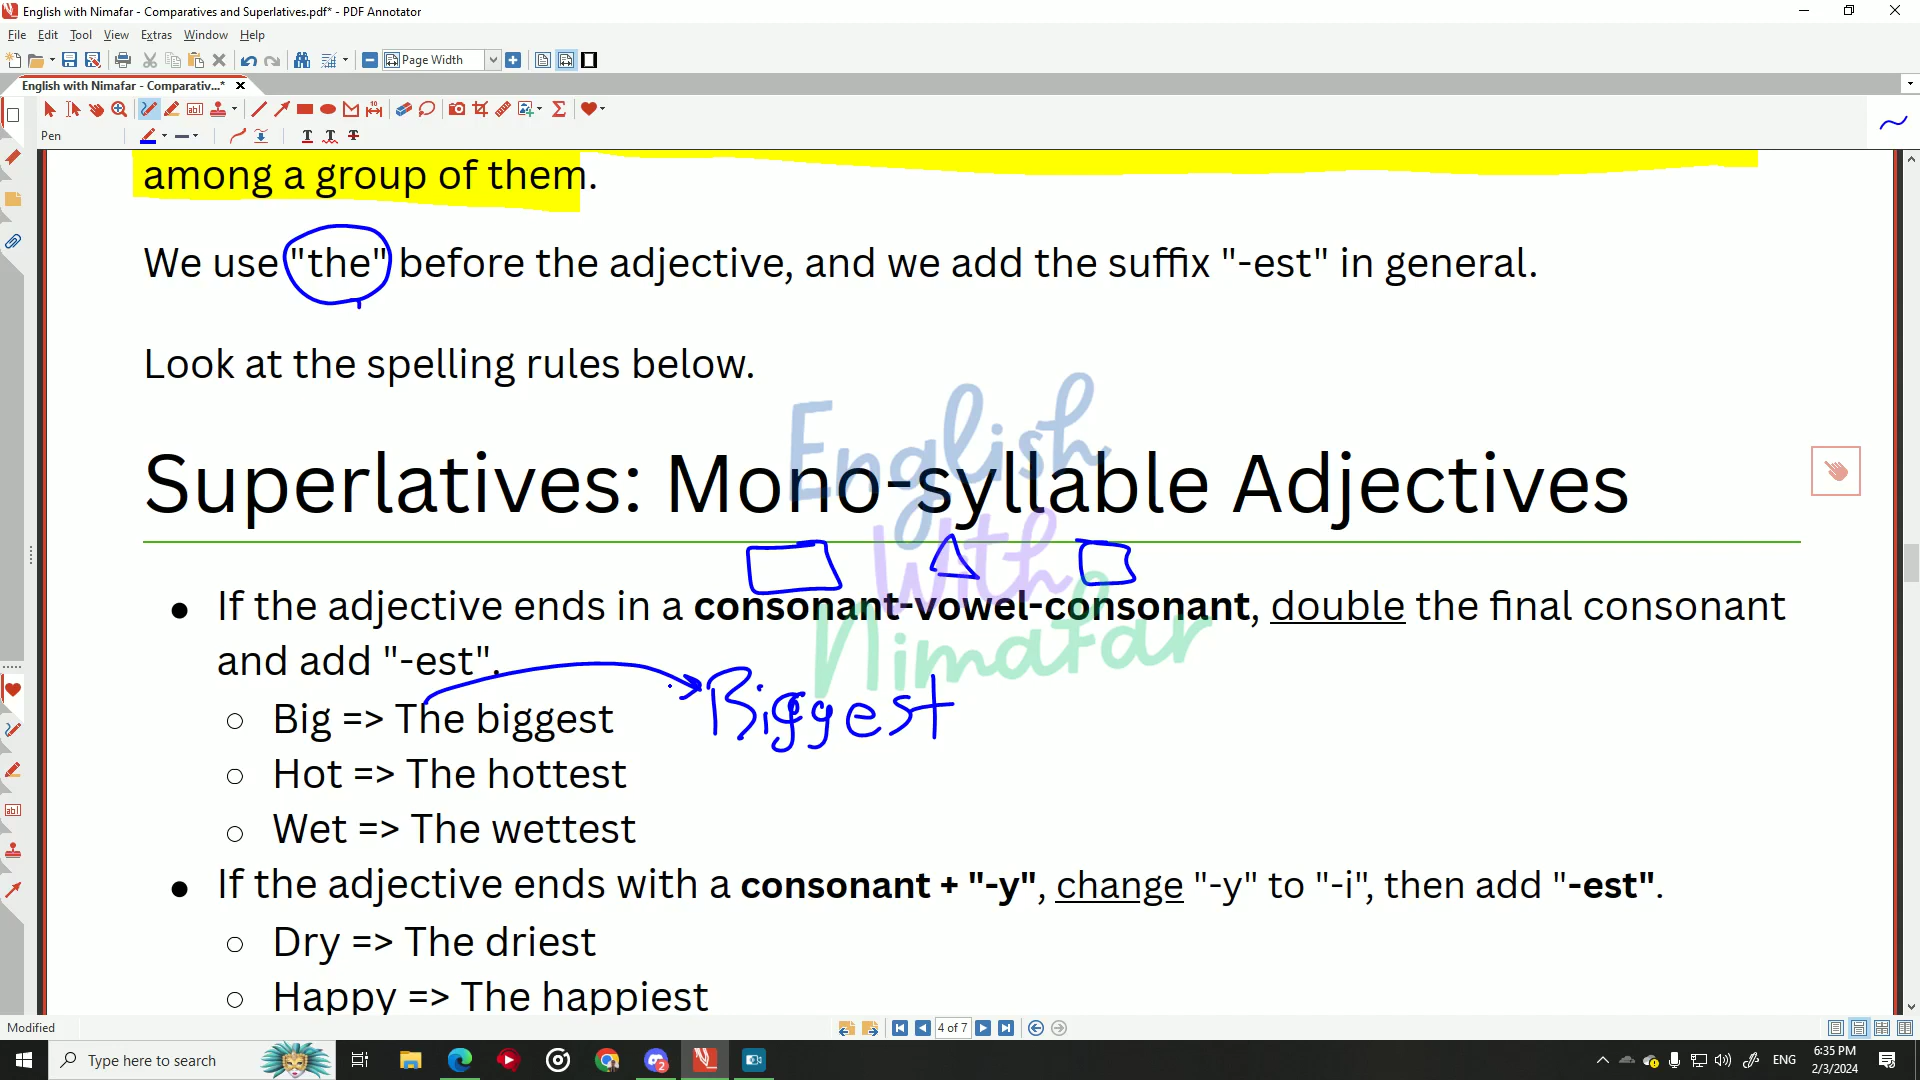 English with Nimafar - Comparatives and Superlatives.pdf* - PDF Annotator
File Edit Tool View Extras Window Help
Page Width
English with Nimafar - Comparativ...*
Pen
among a group of them.
We use "the" before the adjective, and we add the suffix "-est" in general.
Look at the spelling rules below.
English
With
Nimafar
Superlatives: Mono-syllable Adjectives
If the adjective ends in a consonant-vowel-consonant, double the final consonant
and add "-est".
Big => The biggest
Biggest
Hot => The hottest
Wet => The wettest
If the adjective ends with a consonant + "-y", change "-y" to "-i", then add "-est".
Dry => The driest
Happy => The happiest
Modified
4 of 7
Type here to search
2
ENG
6:35 PM
2/3/2024